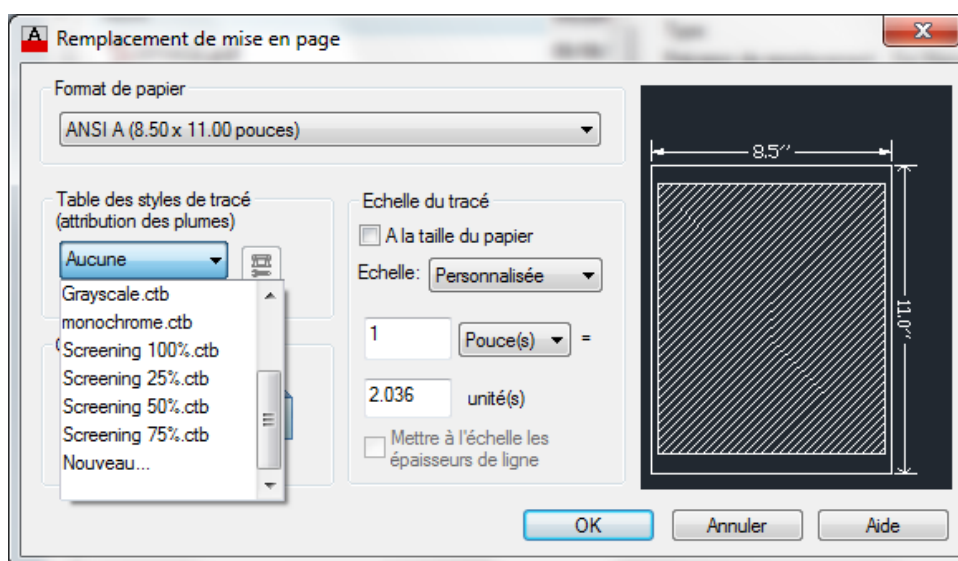 Remplacement de mise en page
Format de papier
ANSI A (8.50 x 11.00 pouces)
Table des styles de tracé
(attribution des plumes)
Aucune
Grayscale.ctb
monochrome.ctb
Screening 100%.ctb
Screening 25%.ctb
Screening 50%.ctb
Screening 75%.ctb
Nouveau...
Echelle du tracé
A la taille du papier
Echelle: Personnalisée
1 Pouce(s) =
2.036 unité(s)
Mettre à l'échelle les
épaisseurs de ligne
8.5′′
11.0′′
OK Annuler Aide